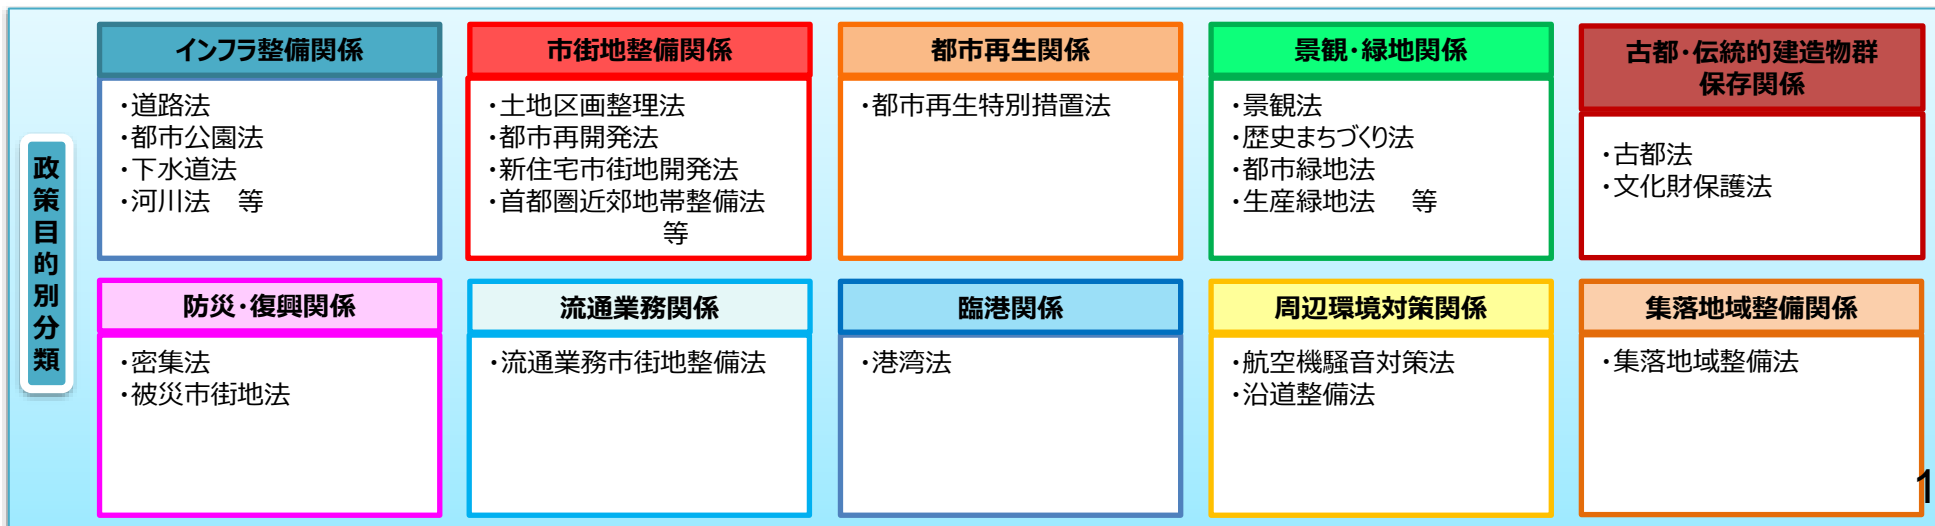 政策目的別分類
インフラ整備関係
・道路法
・都市公園法
・下水道法
・河川法　等
市街地整備関係
・土地区画整理法
・都市再開発法
・新住宅市街地開発法
・首都圏近郊地帯整備法
等
都市再生関係
・都市再生特別措置法
景観・緑地関係
・景観法
・歴史まちづくり法
・都市緑地法
・生産緑地法　等
古都・伝統的建造物群
保存関係
・古都法
・文化財保護法
防災・復興関係
・密集法
・被災市街地法
流通業務関係
・流通業務市街地整備法
臨港関係
・港湾法
周辺環境対策関係
・航空機騒音対策法
・沿道整備法
集落地域整備関係
・集落地域整備法
1